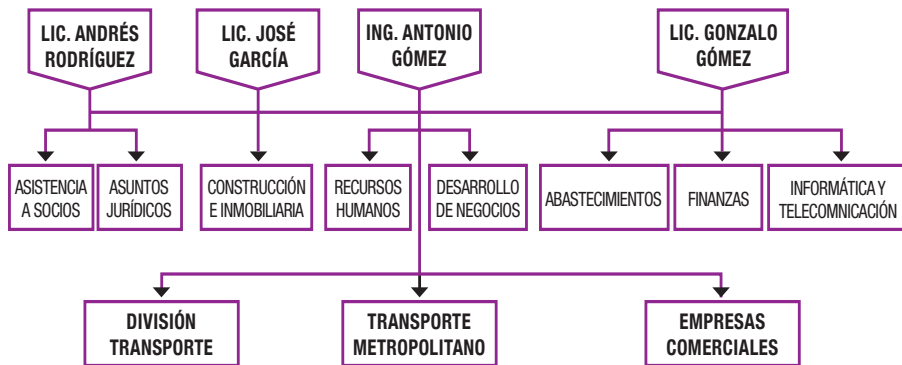 LIC. ANDRÉS
RODRÍGUEZ
LIC. JOSÉ
GARCÍA
ING. ANTONIO
GÓMEZ
LIC. GONZALO
GÓMEZ
ASISTENCIA
A SOCIOS
ASUNTOS
JURÍDICOS
CONSTRUCCIÓN
E INMOBILIARIA
RECURSOS
HUMANOS
DESARROLLO
DE NEGOCIOS
ABASTECIMIENTOS
FINANZAS
INFORMÁTICA Y
TELECOMNICACIÓN
DIVISIÓN
TRANSPORTE
TRANSPORTE
METROPOLITANO
EMPRESAS
COMERCIALES